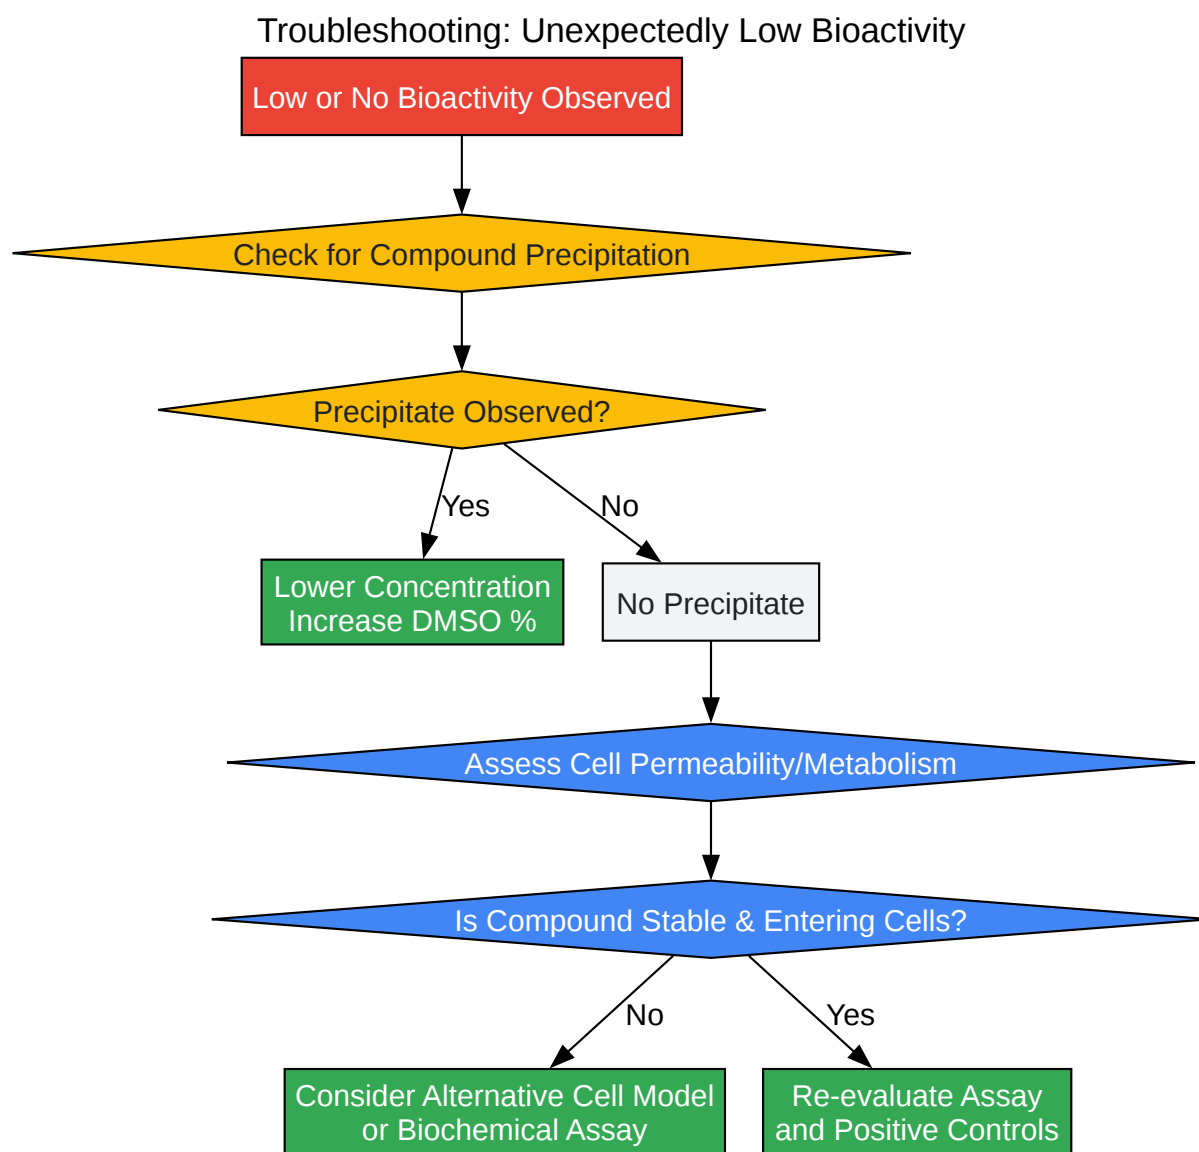 Troubleshooting: Unexpectedly Low Bioactivity
Low or No Bioactivity Observed
Check for Compound Precipitation
Precipitate Observed?
Yes
No
Lower Concentration
Increase DMSO %
No Precipitate
Assess Cell Permeability/Metabolism
Is Compound Stable & Entering Cells?
No
Yes
Consider Alternative Cell Model
or Biochemical Assay
Re-evaluate Assay
and Positive Controls